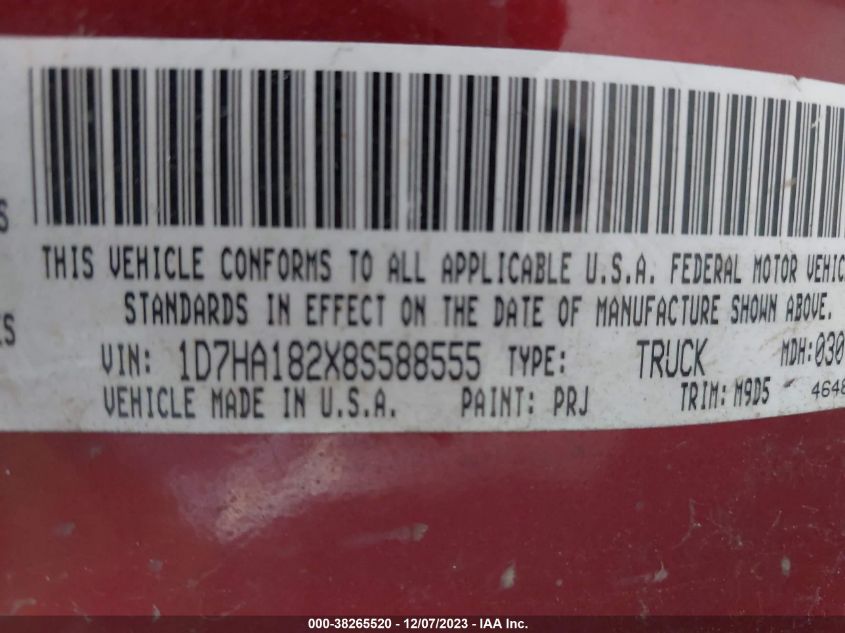 S
THIS VEHICLE CONFORMS TO ALL APPLICABLE U.S.A. FEDERAL MOTOR VEHIC
STANDARDS IN EFFECT ON THE DATE OF MANUFACTURE SHOWN ABOVE.
ES
VIN: 1D7HA182X8S588555 TYPE: TRUCK MDH:030
VEHICLE MADE IN U.S.A. PAINT: PRJ TRIM: M9D5 4648
000-38265520 - 12/07/2023 - IAA Inc.